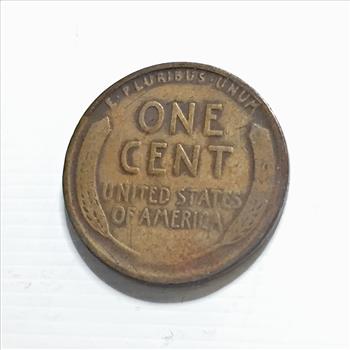 E·PLURIBUS·UNUM
ONE
CENT
UNITED STATES
OF AMERICA